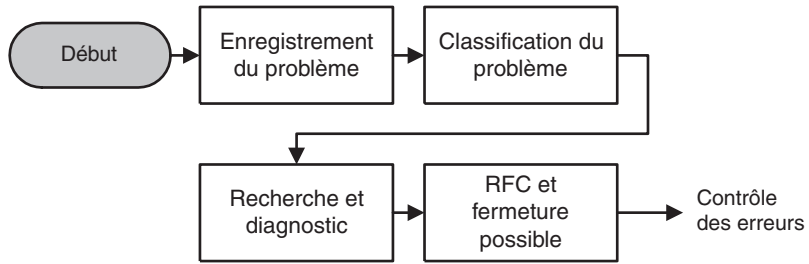 Début
Enregistrement
du problème
Classification du
problème
Recherche et
diagnostic
RFC et
fermeture
possible
Contrôle
des erreurs